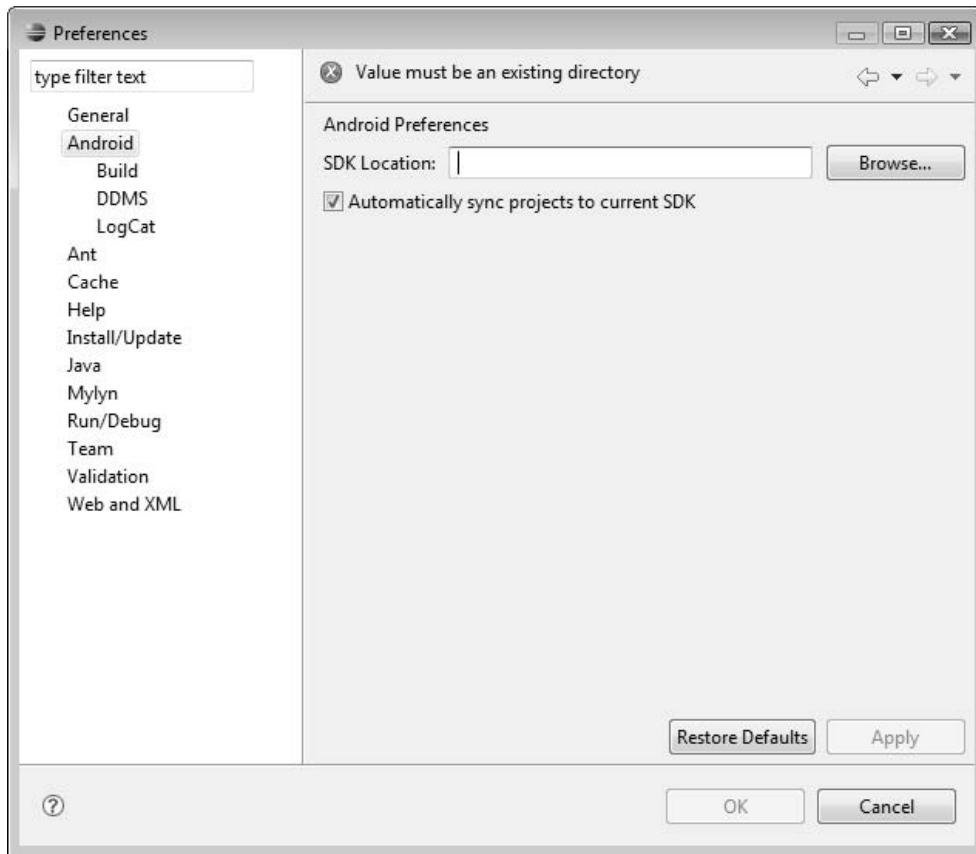 Preferences
type filter text
General
Android
Build
DDMS
LogCat
Ant
Cache
Help
Install/Update
Java
Mylyn
Run/Debug
Team
Validation
Web and XML
Value must be an existing directory
Android Preferences
SDK Location:
Browse...
Automatically sync projects to current SDK
Restore Defaults
Apply
?
OK
Cancel